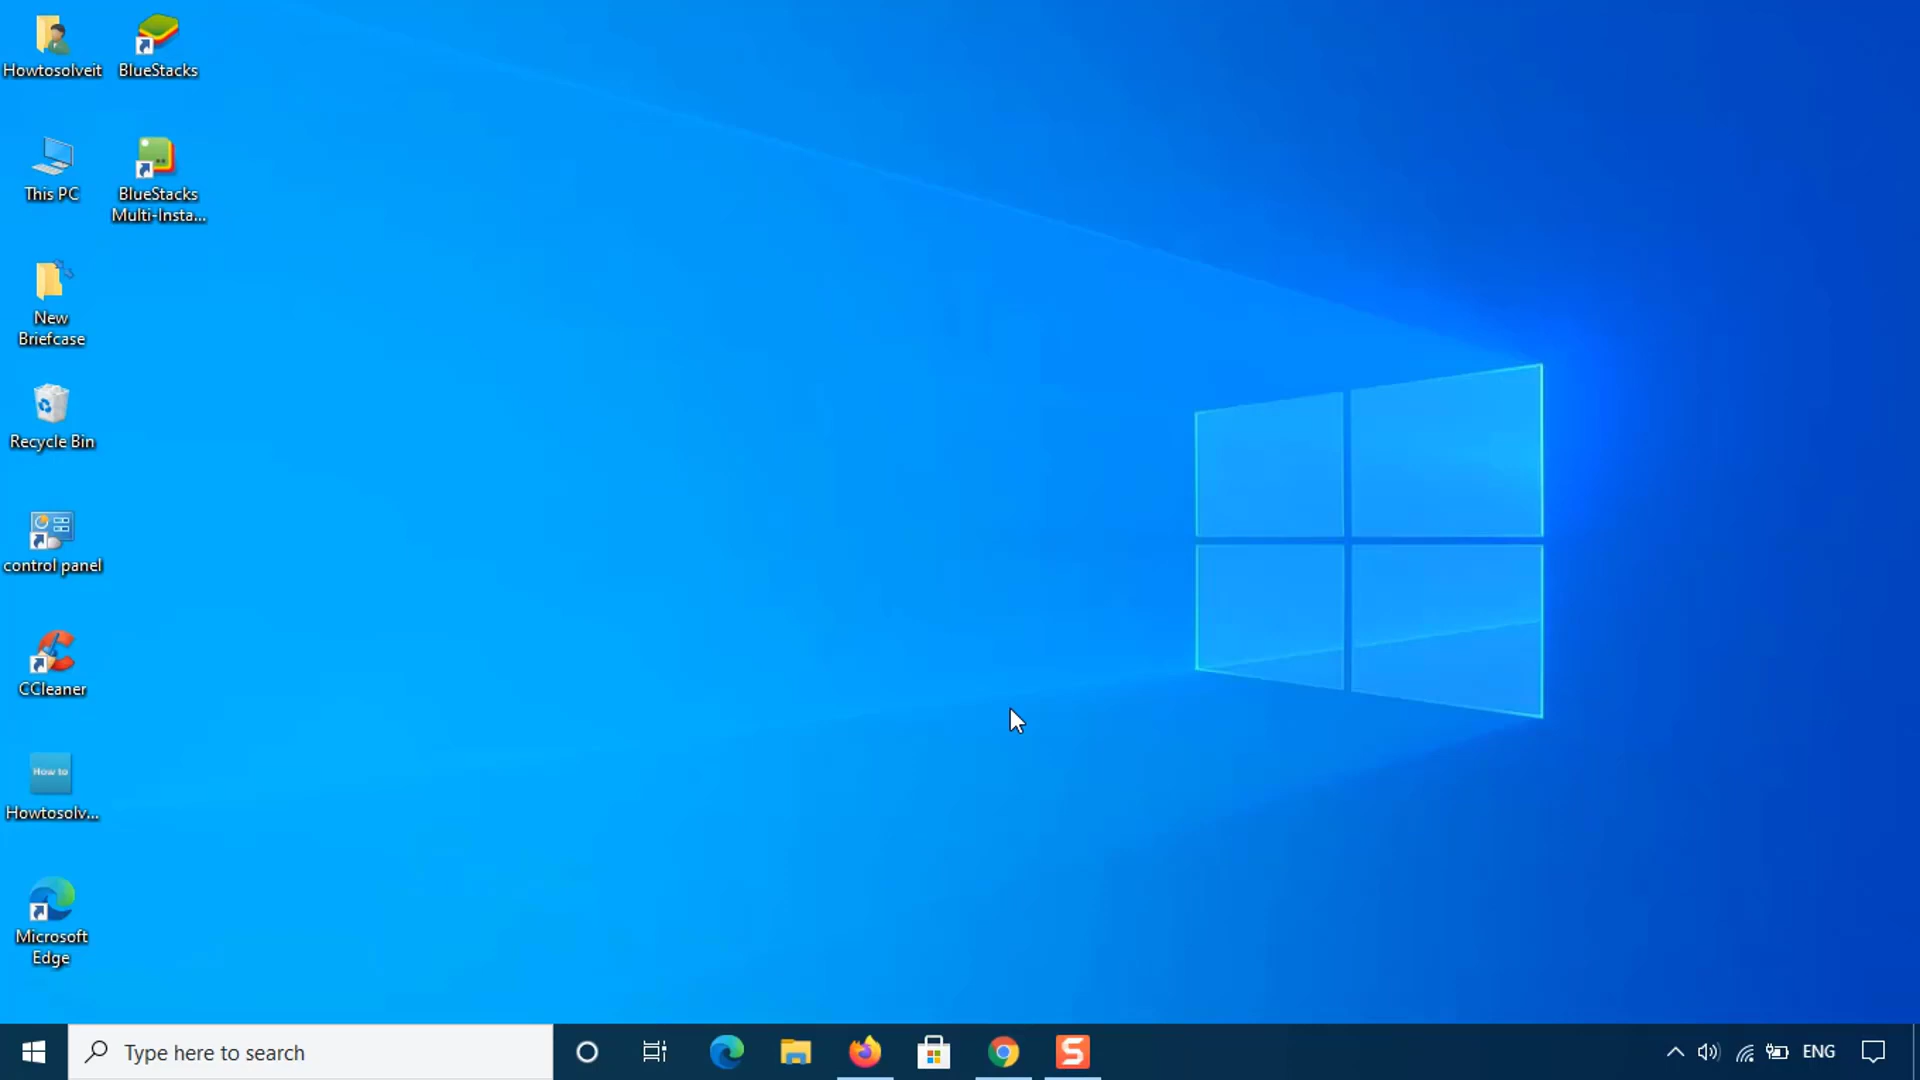 Howtosolveit
BlueStacks
This PC
BlueStacks
Multi-Insta...
New
Briefcase
Recycle Bin
control panel
CCleaner
How to
Howtosolv...
Microsoft
Edge
Type here to search
S
ENG